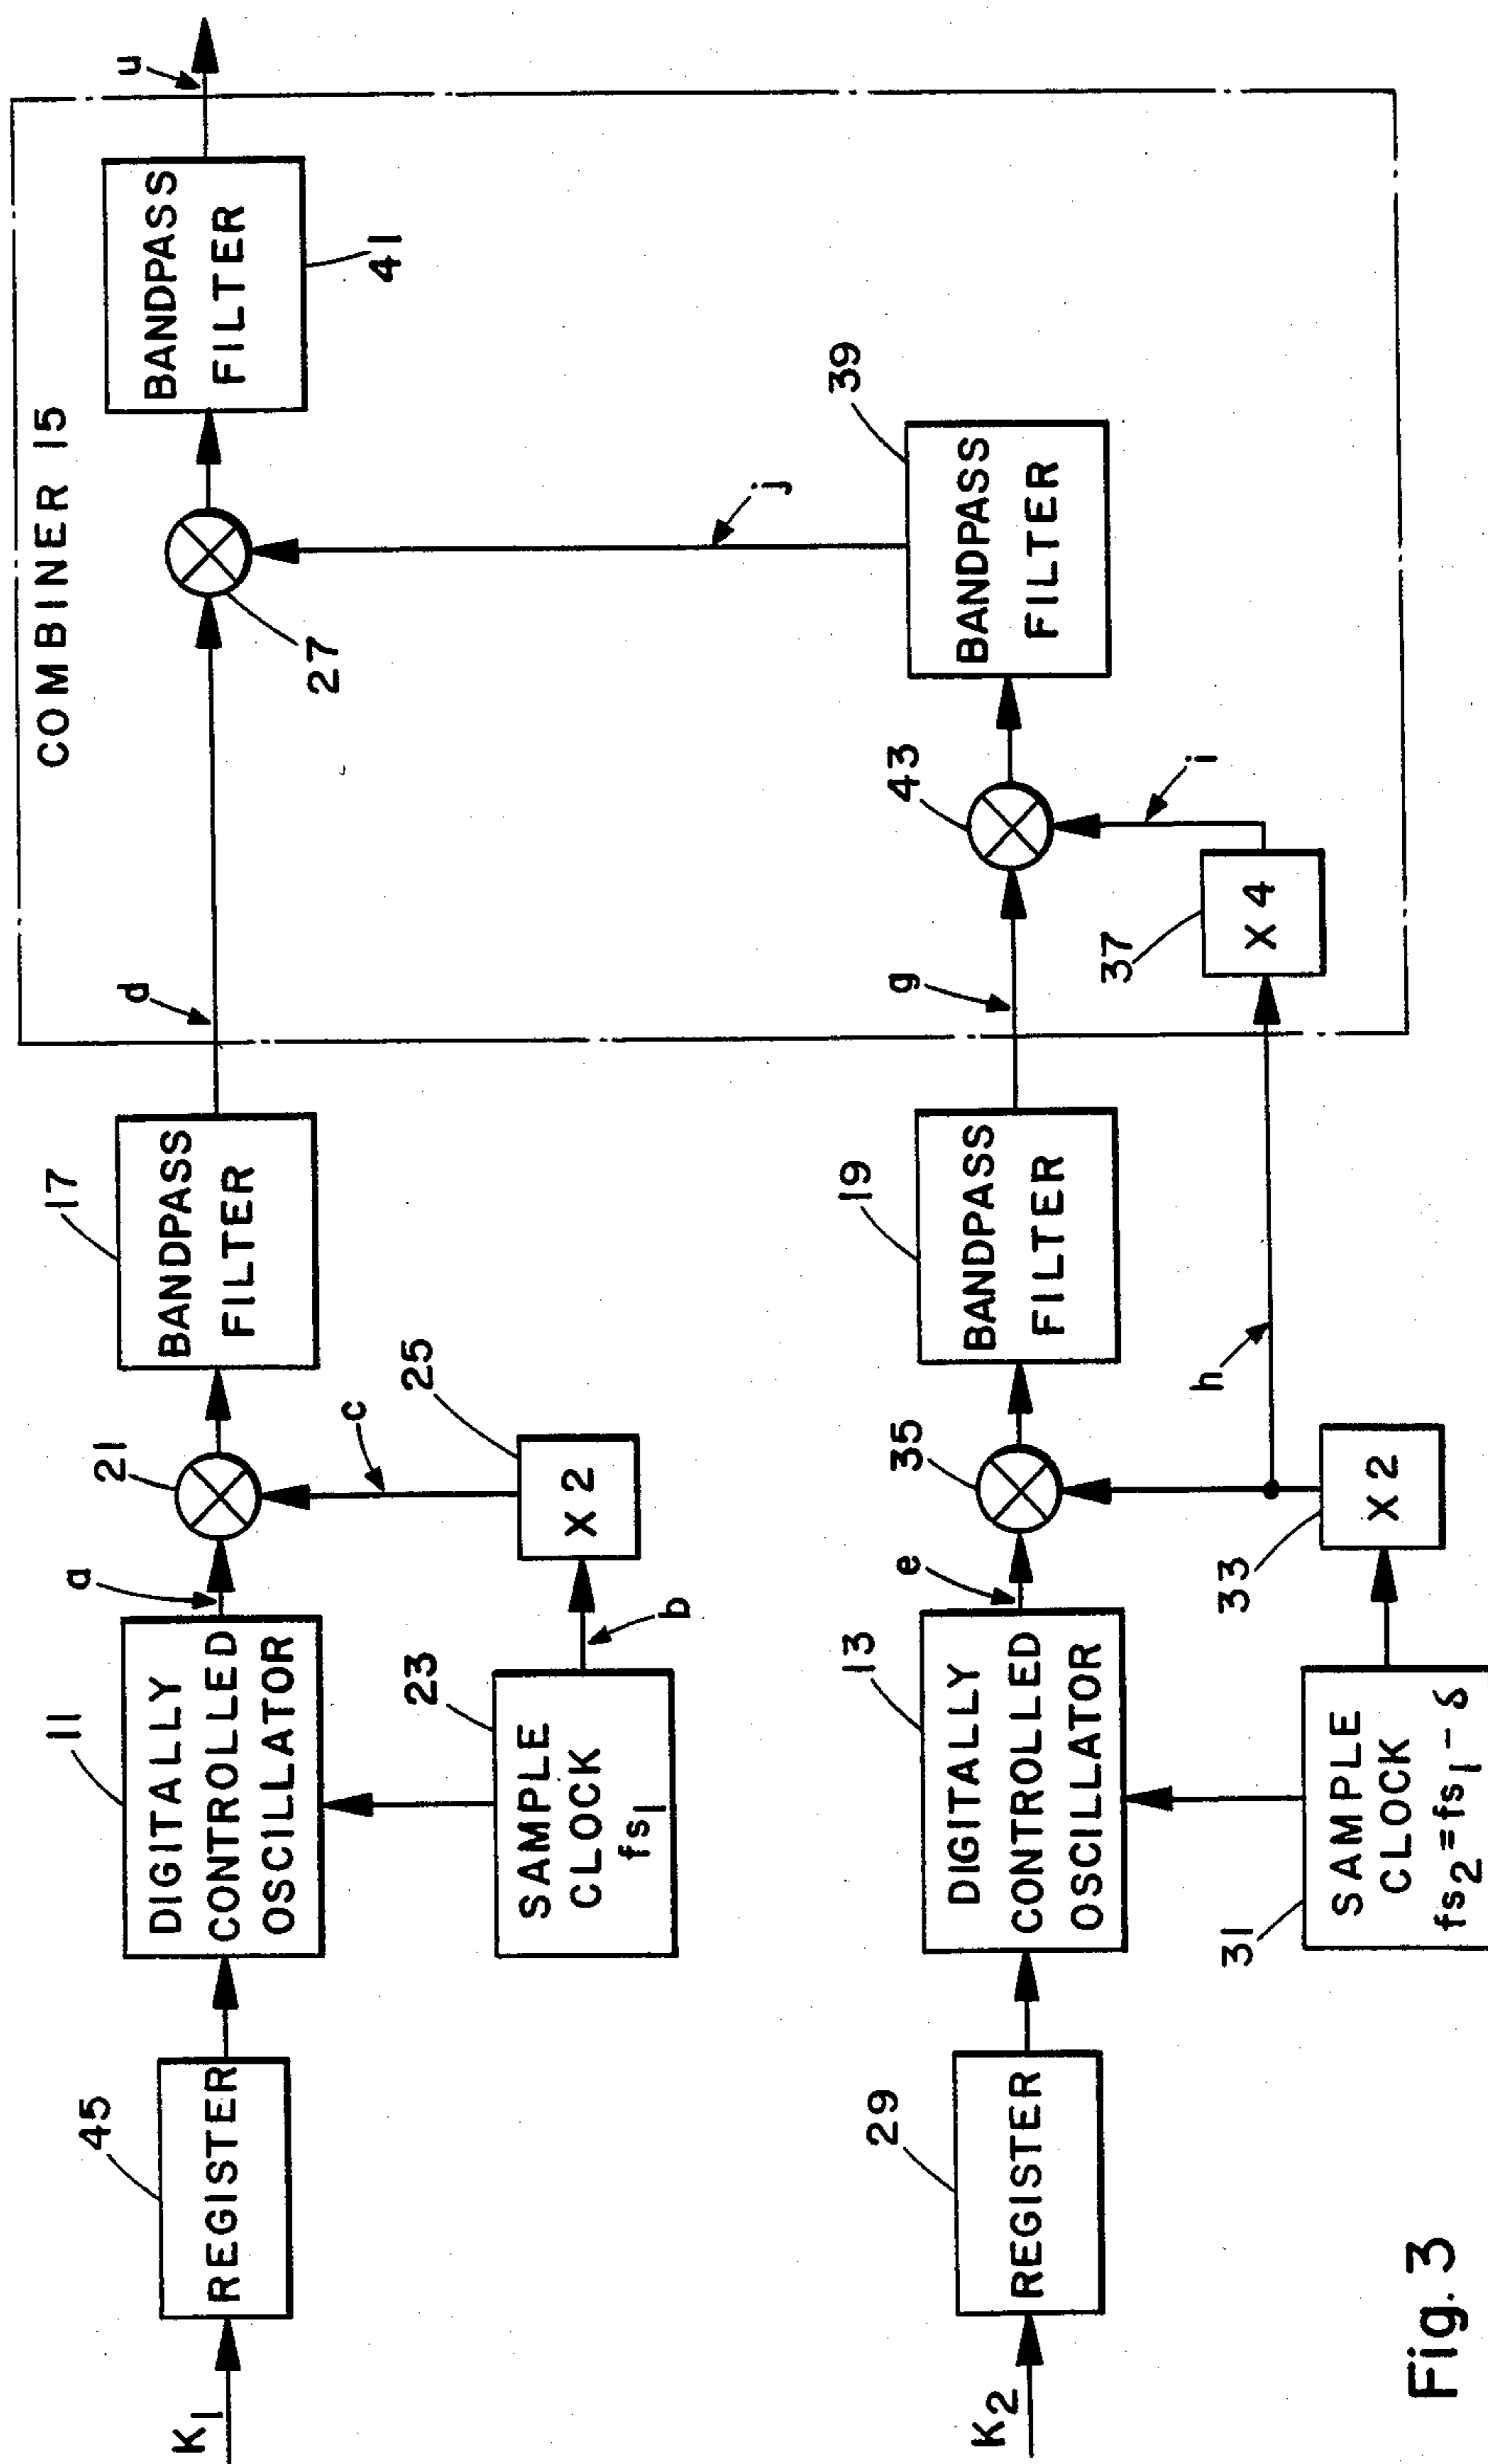 COMBINER 15
K1
REGISTER
45
DIGITALLY
CONTROLLED
OSCILLATOR
11
a
21
BANDPASS
FILTER
17
d
27
BANDPASS
FILTER
41
u
SAMPLE
CLOCK
fs1
23
b
X 2
25
c
j
K2
REGISTER
29
DIGITALLY
CONTROLLED
OSCILLATOR
13
e
35
BANDPASS
FILTER
19
g
43
BANDPASS
FILTER
39
SAMPLE
CLOCK
fs2=fs1-δ
31
X 2
33
h
X 4
37
i
Fig. 3